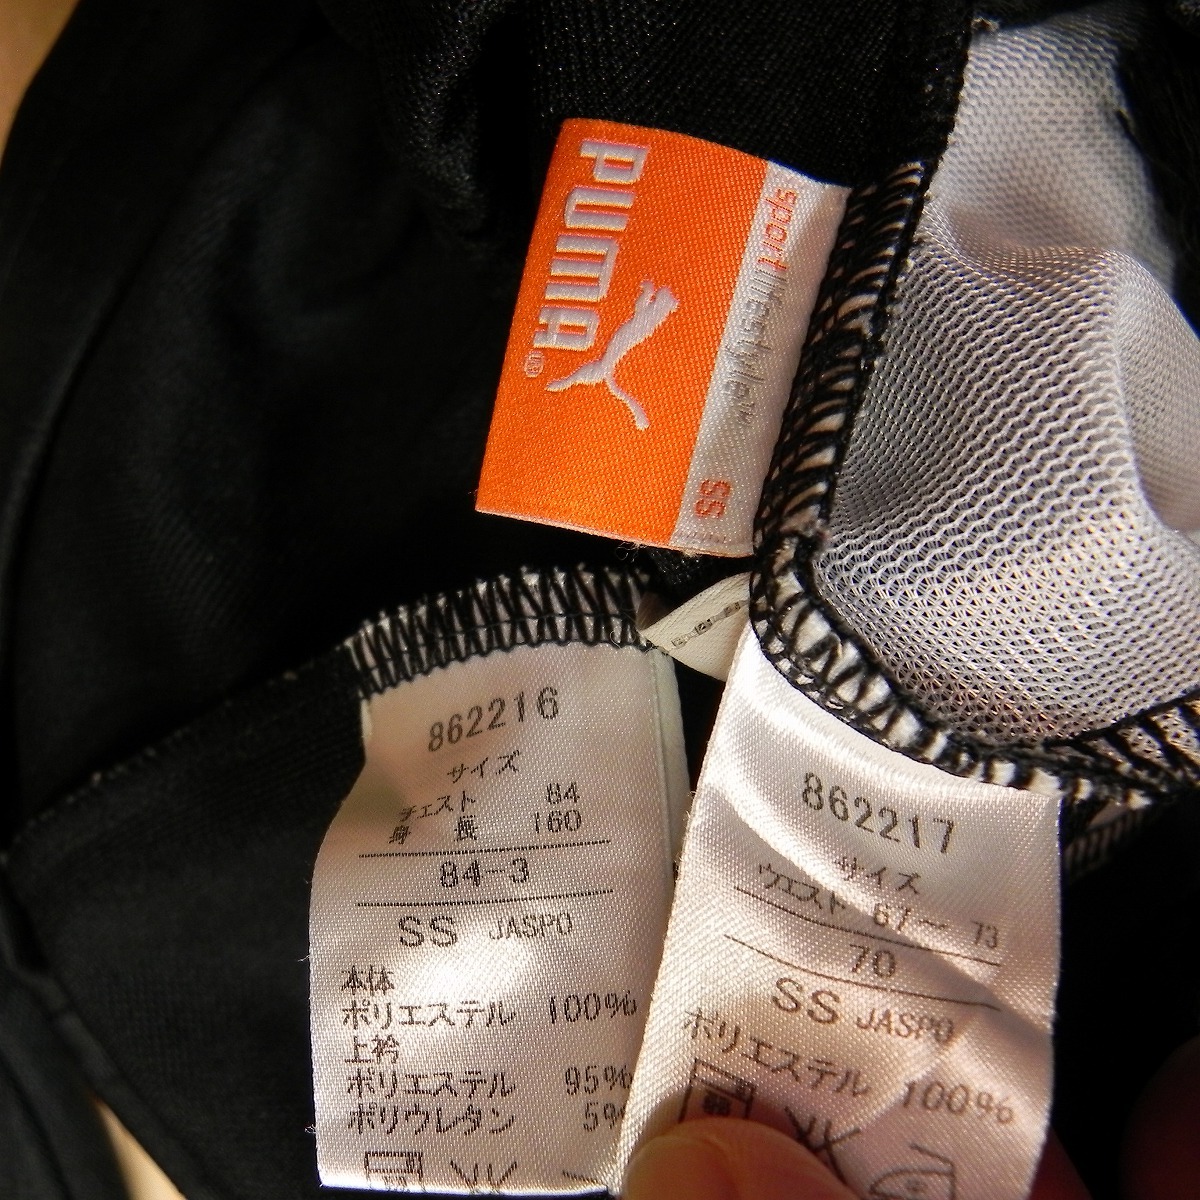 PUMA
sportlifestyle
SS
862216
サイズ
チェスト 84
身長 160
84-3
SS JASPO
本体
ポリエステル 100%
上衿
ポリエステル 95%
ポリウレタン 5%
862217
サイズ
ウエスト 67～73
70
SS JASPO
ポリエステル 100%